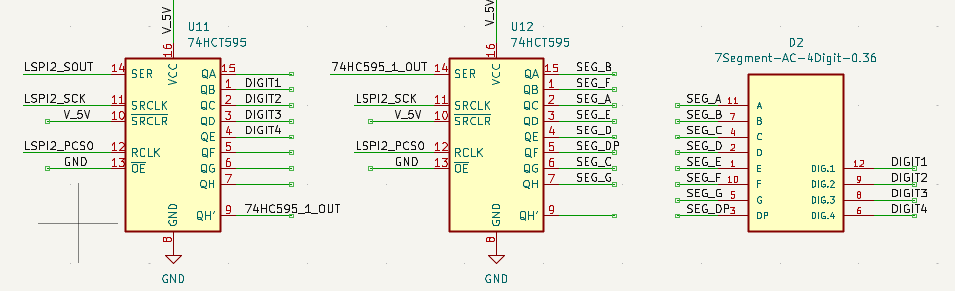 V_5V
U11
74HCT595
16
VCC
LSPI2_SOUT 14 SER
LSPI2_SCK 11 SRCLK
V_5V 10 SRCLR
LSPI2_PCS0 12 RCLK
GND 13 OE
QA 15
QB 1 DIGIT1
QC 2 DIGIT2
QD 3 DIGIT3
QE 4 DIGIT4
QF 5
QG 6
QH 7
QH' 9 74HC595_1_OUT
GND
8
GND
V_5V
U12
74HCT595
16
VCC
74HC595_1_OUT 14 SER
LSPI2_SCK 11 SRCLK
V_5V 10 SRCLR
LSPI2_PCS0 12 RCLK
GND 13 OE
QA 15 SEG_B
QB 1 SEG_F
QC 2 SEG_A
QD 3 SEG_E
QE 4 SEG_D
QF 5 SEG_DP
QG 6 SEG_C
QH 7 SEG_G
QH' 9
GND
8
GND
D2
7Segment-AC-4Digit-0.36
SEG_A 11 A
SEG_B 7 B
SEG_C 4 C
SEG_D 2 D
SEG_E 1 E
SEG_F 10 F
SEG_G 5 G
SEG_DP 3 DP
DIG.1 12 DIGIT1
DIG.2 9 DIGIT2
DIG.3 8 DIGIT3
DIG.4 6 DIGIT4